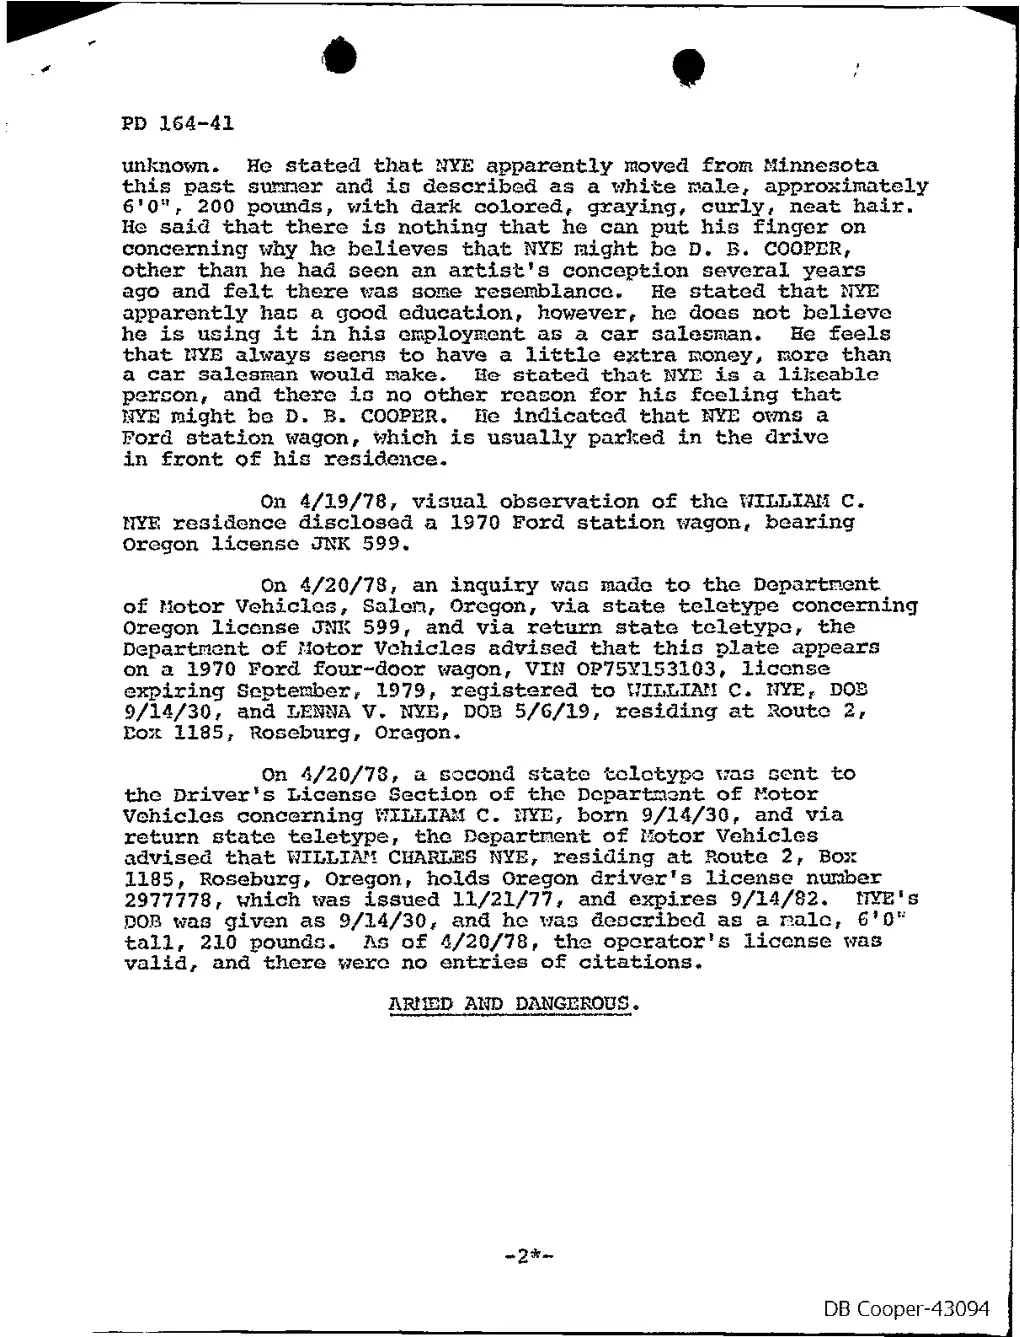 PD 164-41
unknown. He stated that NYE apparently moved from Minnesota
this past summer and is described as a white male, approximately
6'0", 200 pounds, with dark colored, graying, curly, neat hair.
He said that there is nothing that he can put his finger on
concerning why he believes that NYE might be D. B. COOPER,
other than he had seen an artist's conception several years
ago and felt there was some resemblance. He stated that NYE
apparently has a good education, however, he does not believe
he is using it in his employment as a car salesman. He feels
that NYE always seems to have a little extra money, more than
a car salesman would make. He stated that NYE is a likeable
person, and there is no other reason for his feeling that
NYE might be D. B. COOPER. He indicated that NYE owns a
Ford station wagon, which is usually parked in the drive
in front of his residence.
On 4/19/78, visual observation of the WILLIAM C.
NYE residence disclosed a 1970 Ford station wagon, bearing
Oregon license JNK 599.
On 4/20/78, an inquiry was made to the Department
of Motor Vehicles, Salem, Oregon, via state teletype concerning
Oregon license JNK 599, and via return state teletype, the
Department of Motor Vehicles advised that this plate appears
on a 1970 Ford four-door wagon, VIN OP75Y153103, license
expiring September, 1979, registered to WILLIAM C. NYE, DOB
9/14/30, and LENNA V. NYE, DOB 5/6/19, residing at Route 2,
Box 1185, Roseburg, Oregon.
On 4/20/78, a second state teletype was sent to
the Driver's License Section of the Department of Motor
Vehicles concerning WILLIAM C. NYE, born 9/14/30, and via
return state teletype, the Department of Motor Vehicles
advised that WILLIAM CHARLES NYE, residing at Route 2, Box
1185, Roseburg, Oregon, holds Oregon driver's license number
2977778, which was issued 11/21/77, and expires 9/14/82. NYE's
DOB was given as 9/14/30, and he was described as a male, 6'0"
tall, 210 pounds. As of 4/20/78, the operator's license was
valid, and there were no entries of citations.
ARMED AND DANGEROUS.
-2*-
DB Cooper-43094